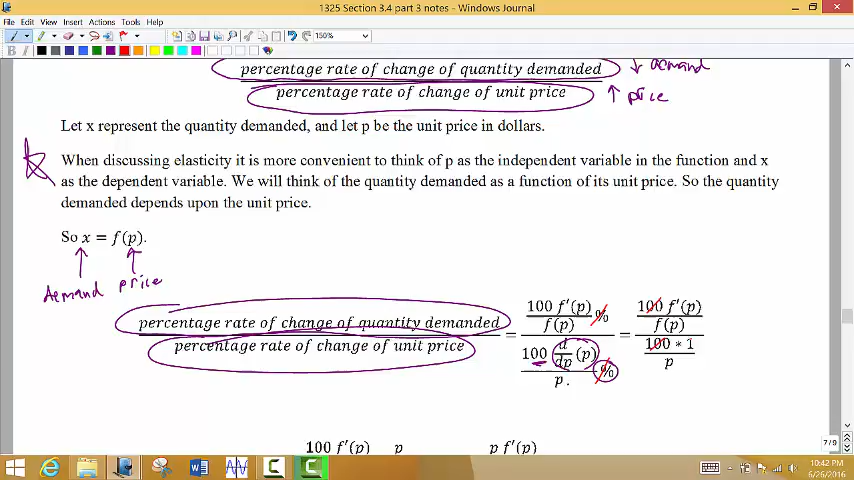 1325 Section 3.4 part 3 notes - Windows Journal
File Edit View Insert Actions Tools Help
150%
B I
percentage rate of change of quantity demanded ↓ demand
percentage rate of change of unit price ↑ price
Let x represent the quantity demanded, and let p be the unit price in dollars.
When discussing elasticity it is more convenient to think of p as the independent variable in the function and x
as the dependent variable. We will think of the quantity demanded as a function of its unit price. So the quantity
demanded depends upon the unit price.
So x = f(p).
demand price
percentage rate of change of quantity demanded
percentage rate of change of unit price
=
100 f'(p)
f(p)
%
100 d/dp (p)
p.
%
=
100 f'(p)
f(p)
100 * 1
p
100 f'(p) p p f'(p)
7/9
10:42 PM
6/26/2016